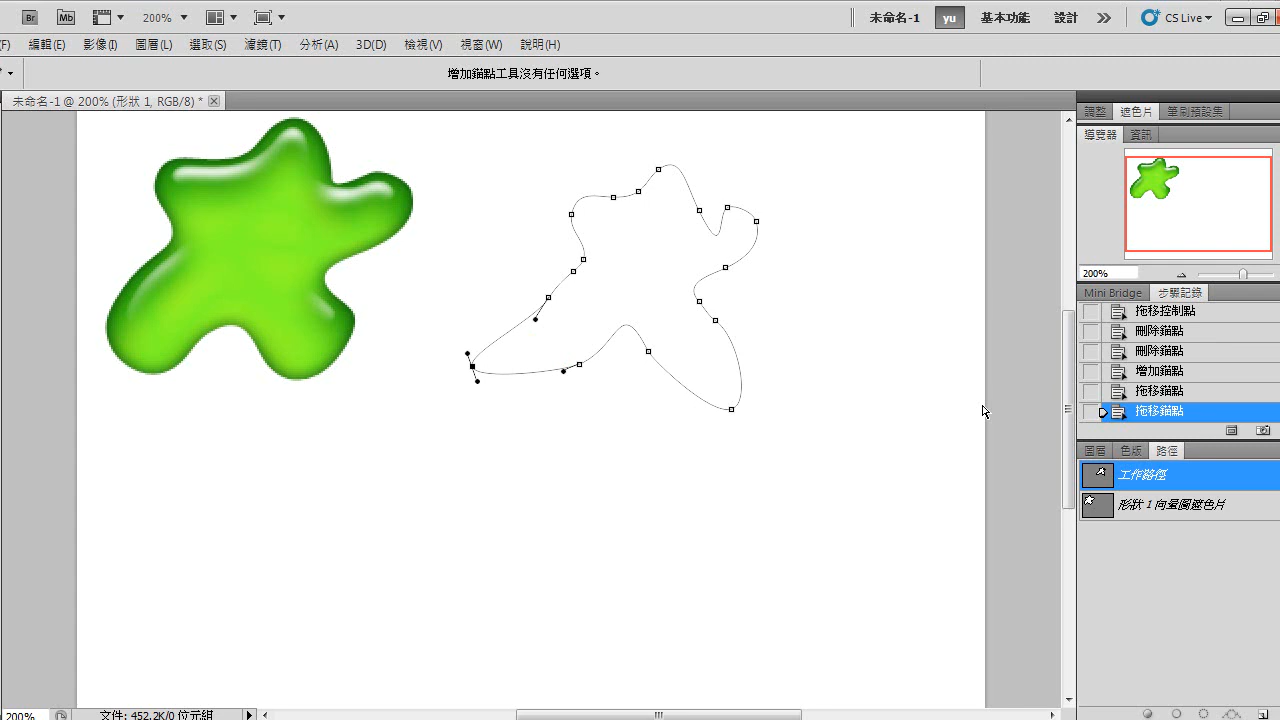 Br Mb 200% 未命名-1 yu 基本功能 設計 CS Live
(F) 編輯(E) 影像(I) 圖層(L) 選取(S) 濾鏡(T) 分析(A) 3D(D) 檢視(V) 視窗(W) 說明(H)
增加錨點工具沒有任何選項。
未命名-1 @ 200% (形狀 1, RGB/8) *
調整 遮色片 筆刷預設集
導覽器 資訊
200%
Mini Bridge 步驟記錄
拖移控制點
刪除錨點
刪除錨點
增加錨點
拖移錨點
拖移錨點
圖層 色版 路徑
工作路徑
形狀 1 向量圖遮色片
200% 文件: 452.2K/0 位元組